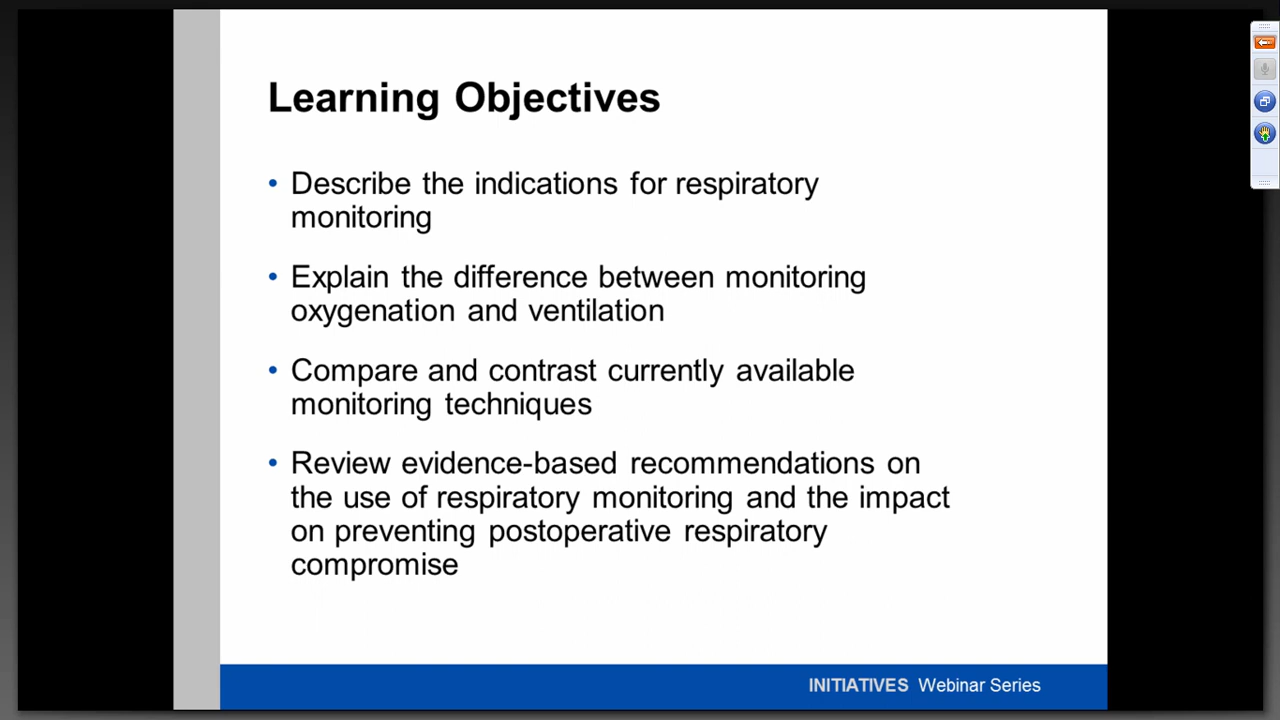 Learning Objectives
• Describe the indications for respiratory
monitoring
• Explain the difference between monitoring
oxygenation and ventilation
• Compare and contrast currently available
monitoring techniques
• Review evidence-based recommendations on
the use of respiratory monitoring and the impact
on preventing postoperative respiratory
compromise
INITIATIVES Webinar Series